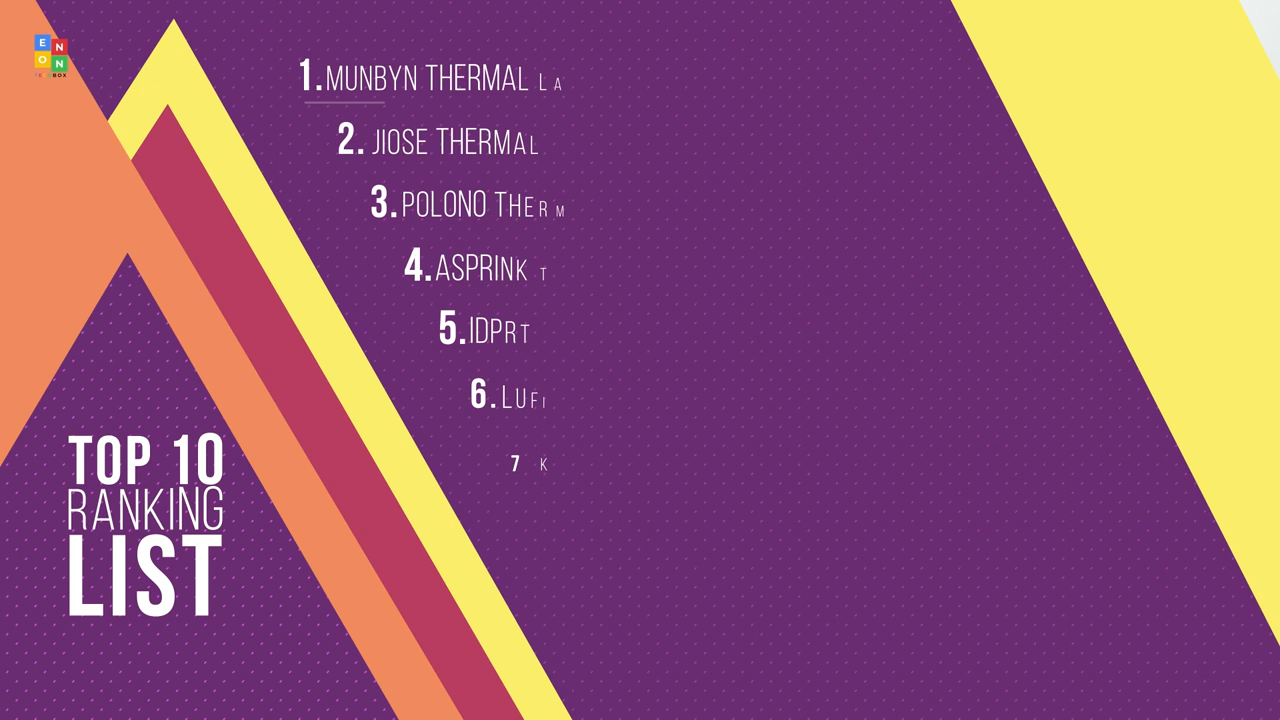 E N
O N
1. MUNBYN THERMAL LA
2. JIOSE THERMAL
3. POLONO THERM
4. ASPRINK T
5. IDPRT
6. LUFI
7 K
TOP 10
RANKING
LIST